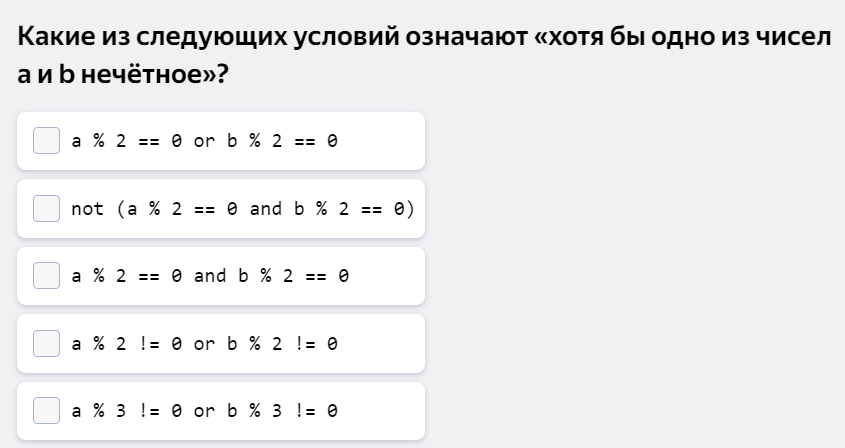 Какие из следующих условий означают «хотя бы одно из чисел
a и b нечётное»?
a % 2 == 0 or b % 2 == 0
not (a % 2 == 0 and b % 2 == 0)
a % 2 == 0 and b % 2 == 0
a % 2 != 0 or b % 2 != 0
a % 3 != 0 or b % 3 != 0